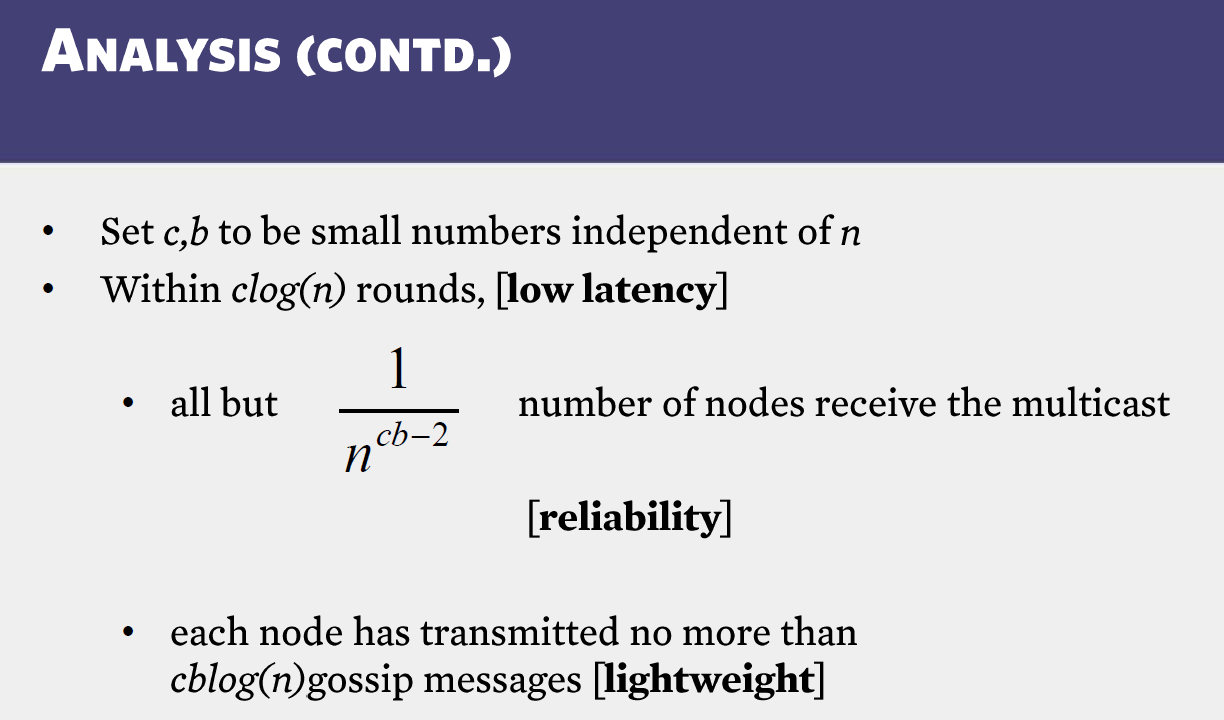 ANALYSIS (CONTD.)
• Set c,b to be small numbers independent of n
• Within clog(n) rounds, [low latency]
• all but 1/n^(cb−2) number of nodes receive the multicast
[reliability]
• each node has transmitted no more than
cblog(n)gossip messages [lightweight]